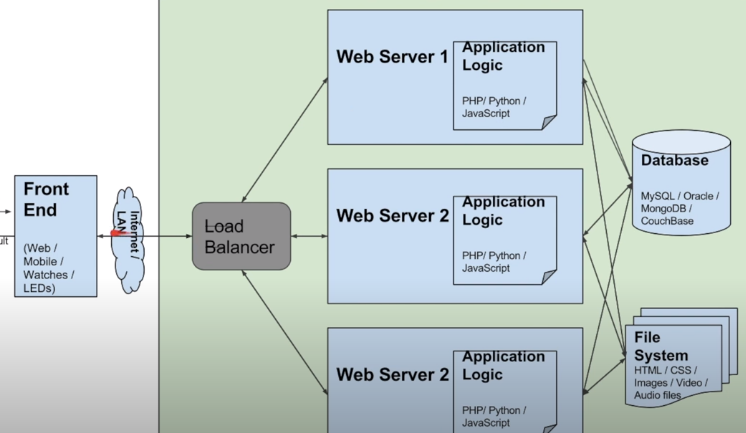 Front
End
(Web /
Mobile /
Watches /
LEDs)
Internet /
LAN
Load
Balancer
Web Server 1
Application
Logic
PHP/ Python /
JavaScript
Web Server 2
Application
Logic
PHP/ Python /
JavaScript
Web Server 2
Application
Logic
PHP/ Python /
JavaScript
Database
MySQL / Oracle /
MongoDB /
CouchBase
File
System
HTML / CSS /
Images / Video /
Audio files